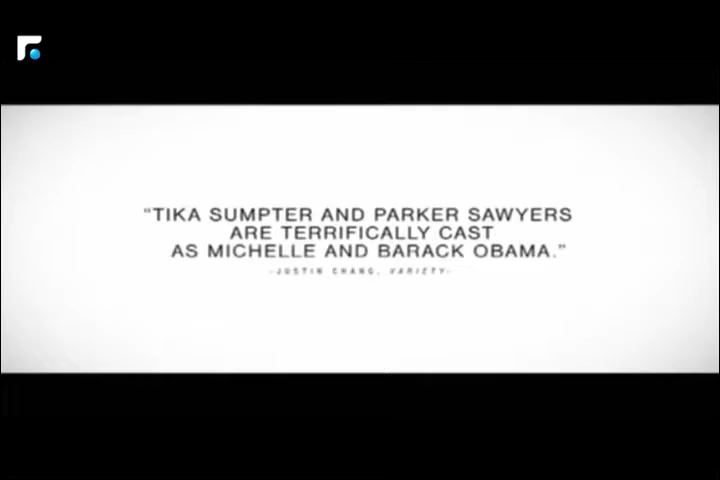 “TIKA SUMPTER AND PARKER SAWYERS
ARE TERRIFICALLY CAST
AS MICHELLE AND BARACK OBAMA.”
-JUSTIN CHANG, VARIETY-